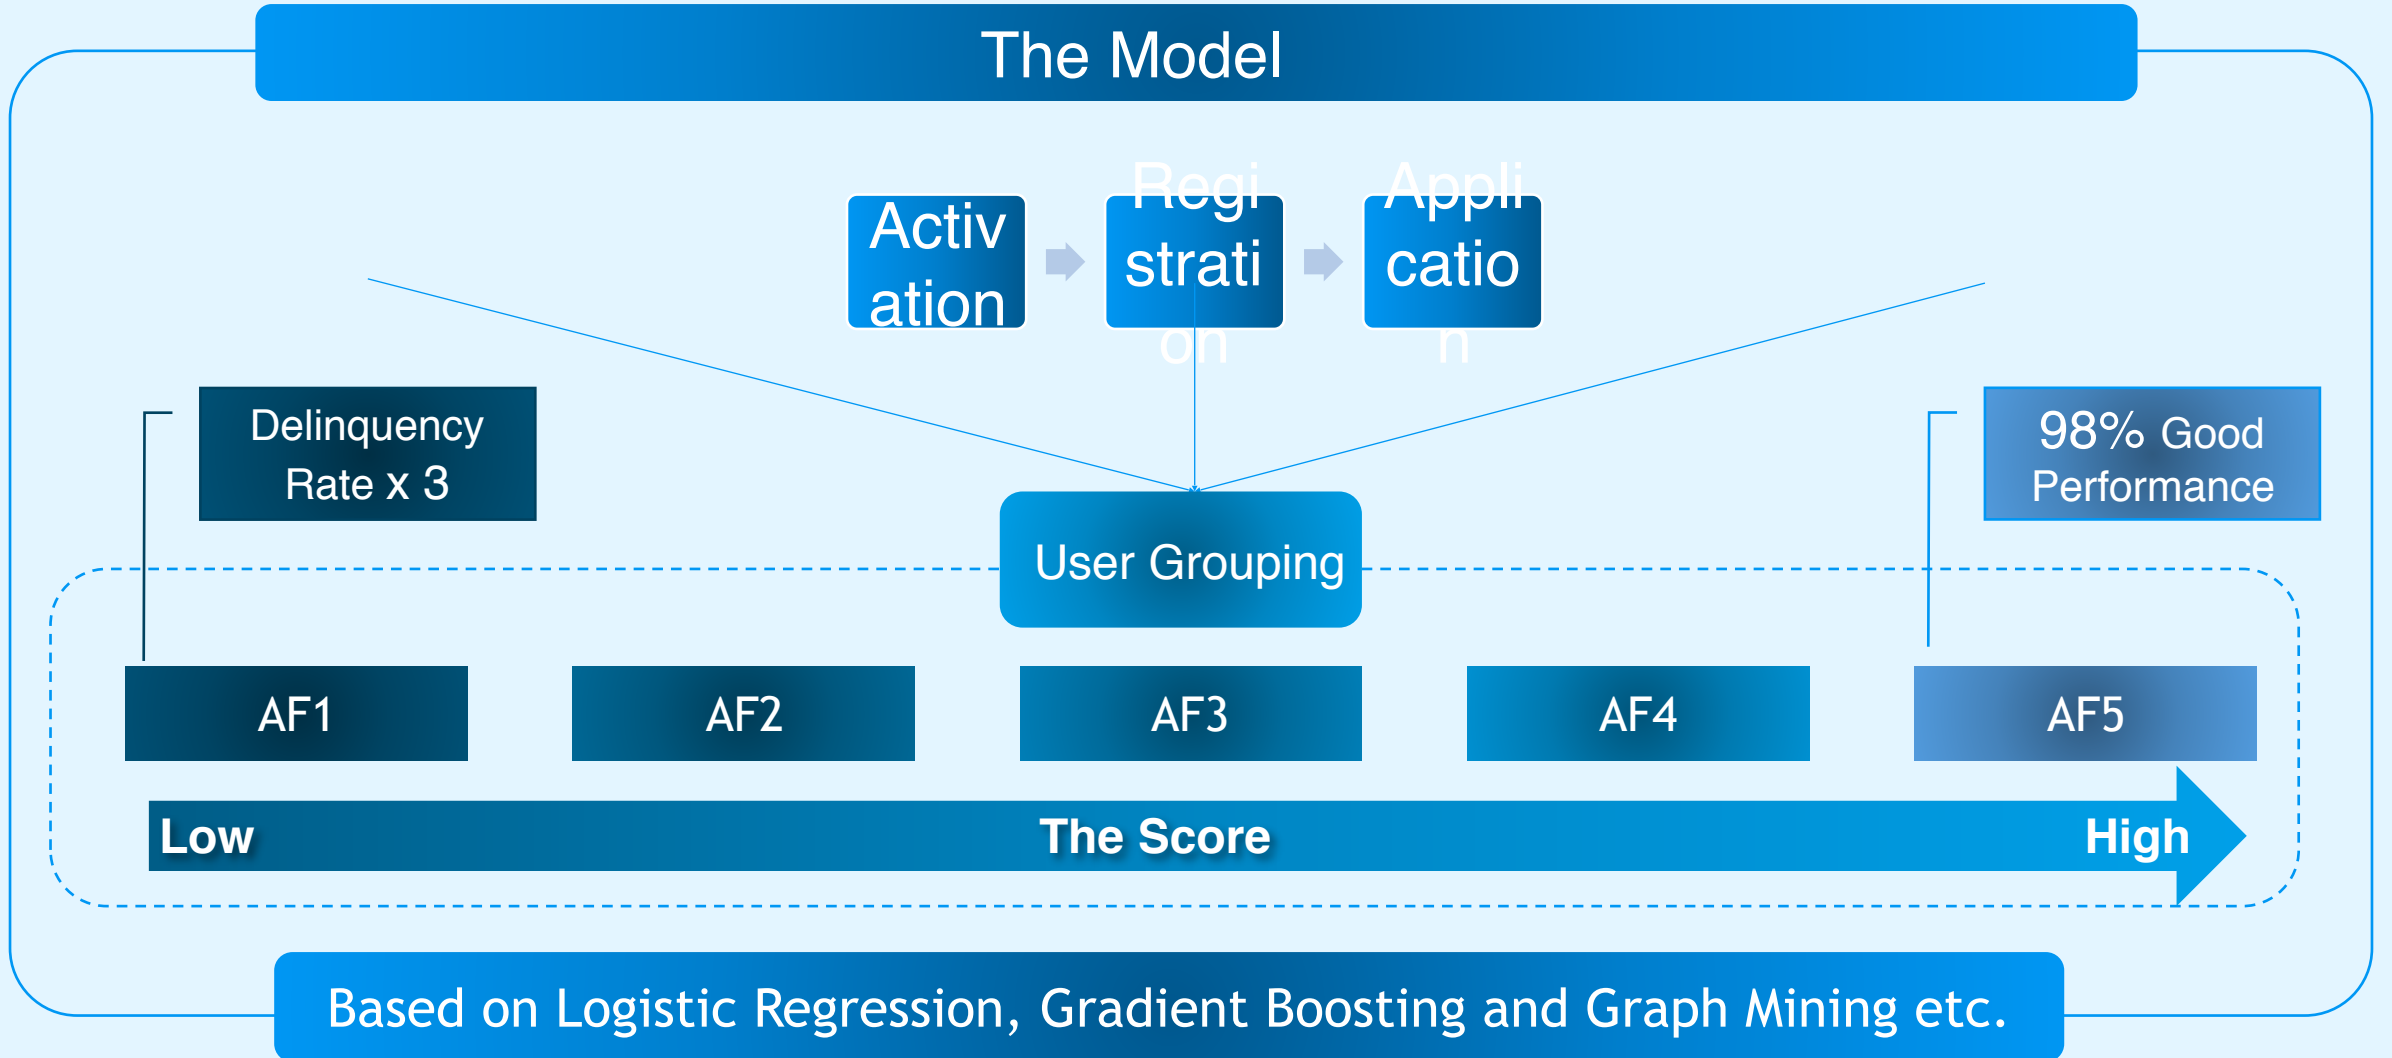 The Model
Activ
ation
Regi
strati
on
Appli
catio
n
Delinquency
Rate x 3
98% Good
Performance
User Grouping
AF1
AF2
AF3
AF4
AF5
Low
The Score
High
Based on Logistic Regression, Gradient Boosting and Graph Mining etc.